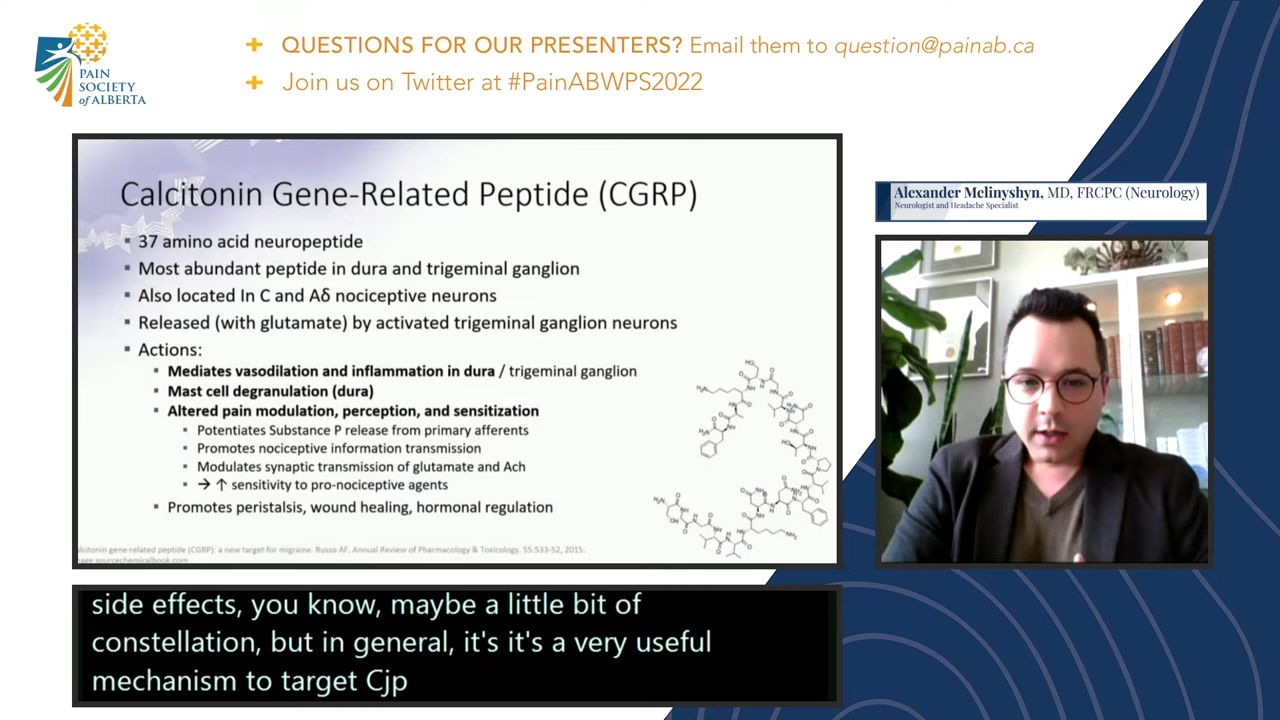 PAIN
SOCIETY
of ALBERTA
+ QUESTIONS FOR OUR PRESENTERS? Email them to question@painab.ca
+ Join us on Twitter at #PainABWPS2022
Calcitonin Gene-Related Peptide (CGRP)
▪ 37 amino acid neuropeptide
▪ Most abundant peptide in dura and trigeminal ganglion
▪ Also located In C and Aδ nociceptive neurons
▪ Released (with glutamate) by activated trigeminal ganglion neurons
▪ Actions:
▪ Mediates vasodilation and inflammation in dura / trigeminal ganglion
▪ Mast cell degranulation (dura)
▪ Altered pain modulation, perception, and sensitization
▪ Potentiates Substance P release from primary afferents
▪ Promotes nociceptive information transmission
▪ Modulates synaptic transmission of glutamate and Ach
▪ → ↑ sensitivity to pro-nociceptive agents
▪ Promotes peristalsis, wound healing, hormonal regulation
lcitonin gene-related peptide (CGRP): a new target for migraine. Russo AF. Annual Review of Pharmacology & Toxicology. 55:533-52, 2015.
age sourcechemicalbook.com
Alexander Melinyshyn, MD, FRCPC (Neurology)
Neurologist and Headache Specialist
side effects, you know, maybe a little bit of
constellation, but in general, it's it's a very useful
mechanism to target Cjp